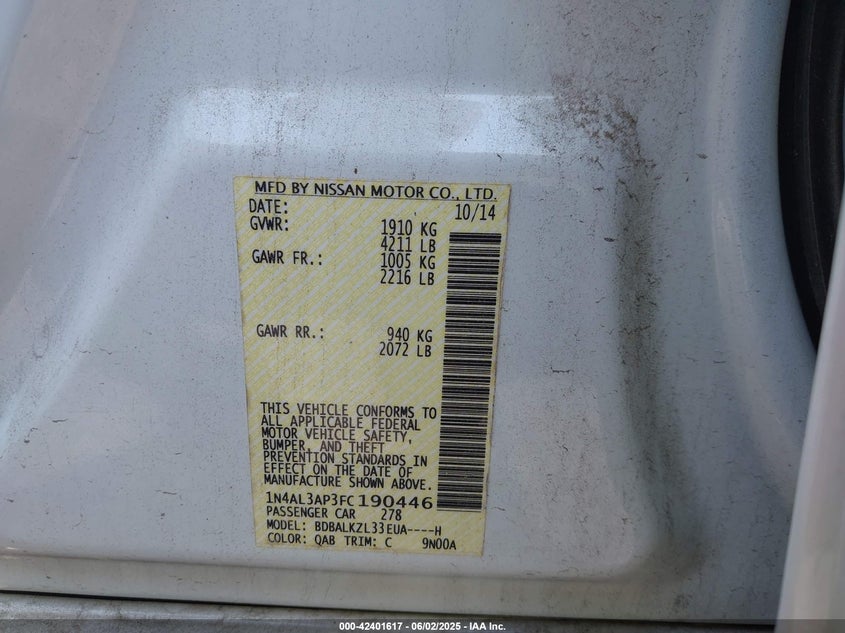 MFD BY NISSAN MOTOR CO., LTD.
DATE: 10/14
GVWR: 1910 KG
4211 LB
GAWR FR.: 1005 KG
2216 LB
GAWR RR.: 940 KG
2072 LB
THIS VEHICLE CONFORMS TO
ALL APPLICABLE FEDERAL
MOTOR VEHICLE SAFETY,
BUMPER, AND THEFT
PREVENTION STANDARDS IN
EFFECT ON THE DATE OF
MANUFACTURE SHOWN ABOVE.
1N4AL3AP3FC190446
PASSENGER CAR 278
MODEL: BDBALKZL33EUA----H
COLOR: QAB TRIM: C 9N00A
000-42401617 - 06/02/2025 - IAA Inc.